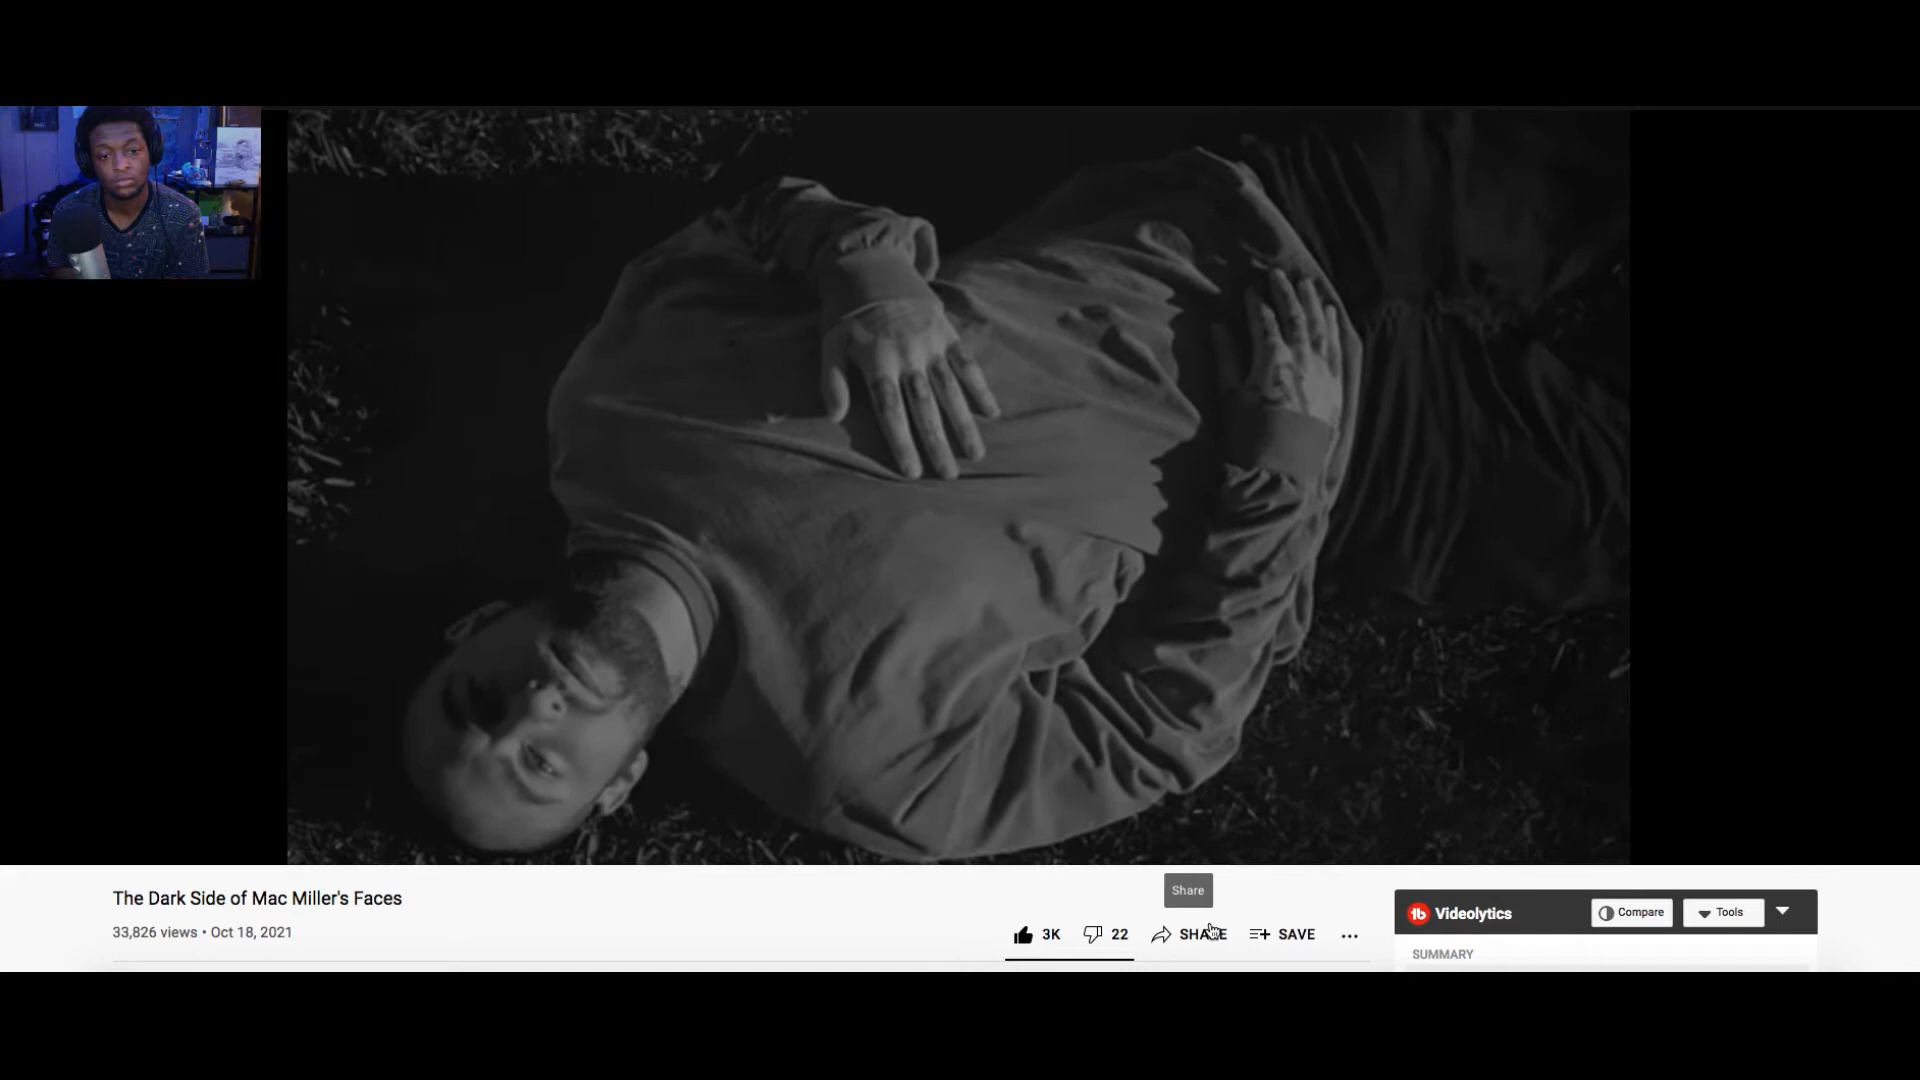 The Dark Side of Mac Miller's Faces
33,826 views • Oct 18, 2021
Share
3K 22 SHARE SAVE ...
tb Videolytics Compare Tools
SUMMARY